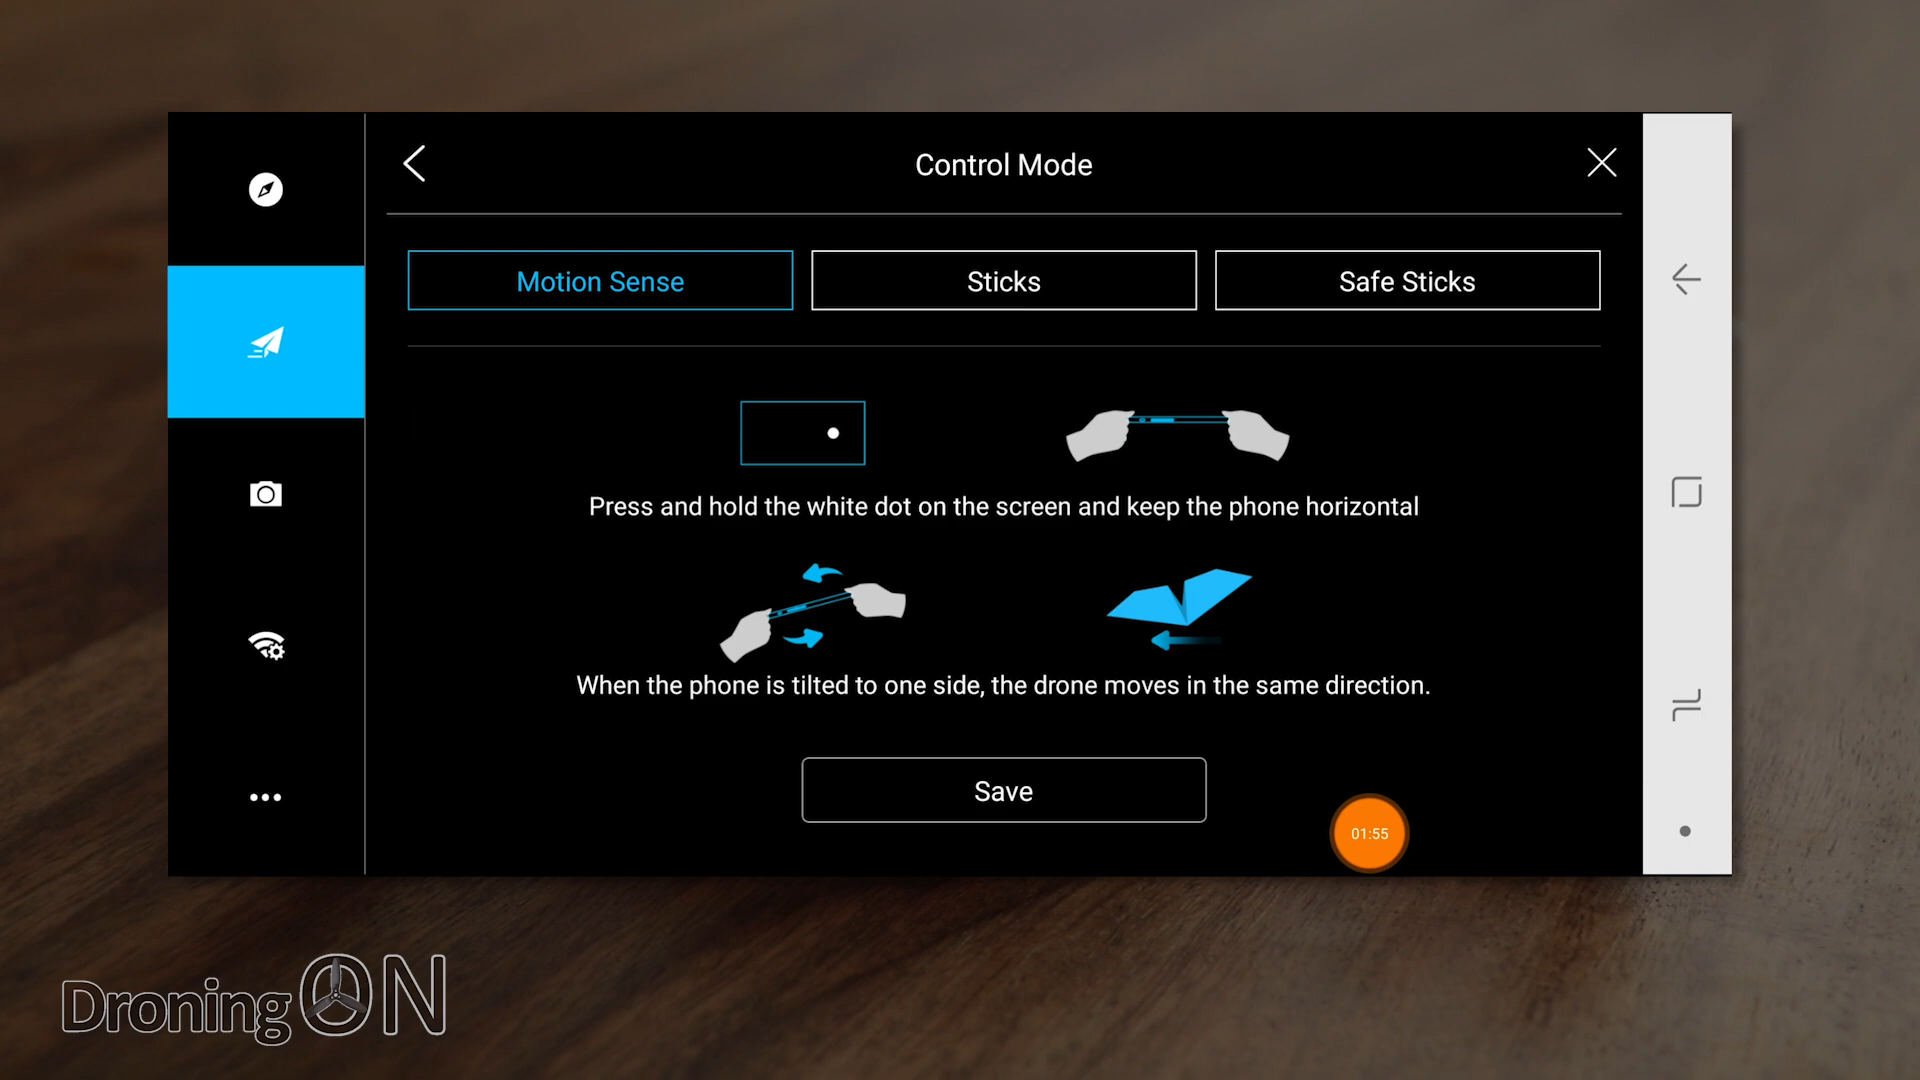 Control Mode
Motion Sense
Sticks
Safe Sticks
Press and hold the white dot on the screen and keep the phone horizontal
When the phone is tilted to one side, the drone moves in the same direction.
Save
01:55
DroningON